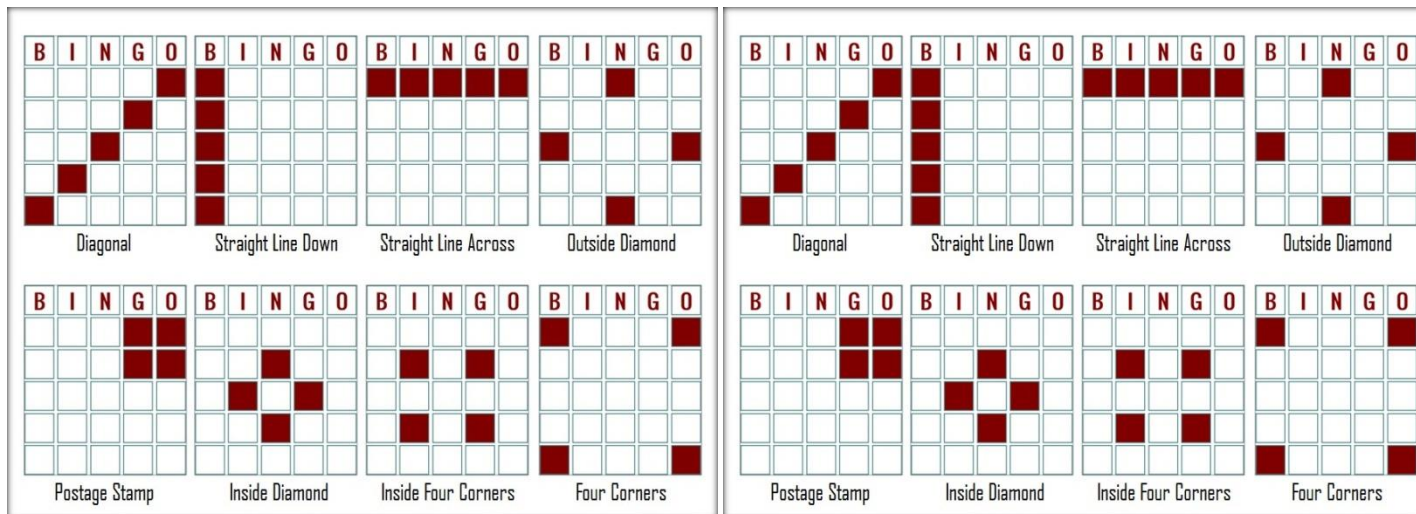 B I N G O B I N G O B I N G O B I N G O
Diagonal Straight Line Down Straight Line Across Outside Diamond
B I N G O B I N G O B I N G O B I N G O
Postage Stamp Inside Diamond Inside Four Corners Four Corners
B I N G O B I N G O B I N G O B I N G O
Diagonal Straight Line Down Straight Line Across Outside Diamond
B I N G O B I N G O B I N G O B I N G O
Postage Stamp Inside Diamond Inside Four Corners Four Corners